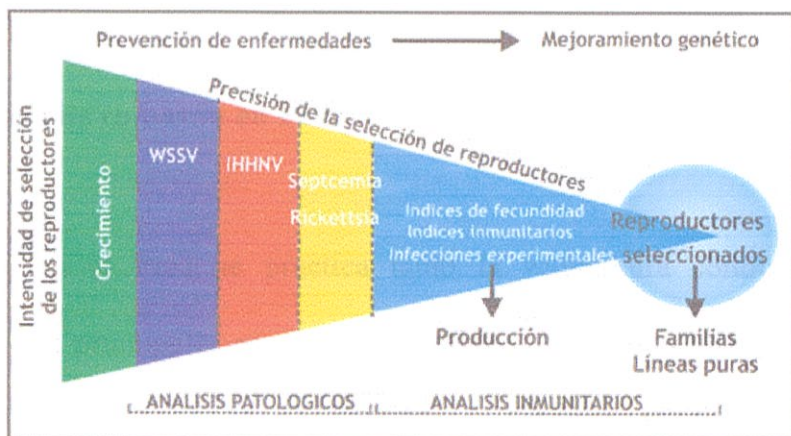 Prevención de enfermedades
Mejoramiento genético
Intensidad de selección
de los reproductores
Precisión de la selección de reproductores
Crecimiento
WSSV
IHHNV
Septcemia
Rickettsia
Indices de fecundidad
Indices inmunitarios
Infecciones experimentales
Reproductores
seleccionados
Producción
Familias
Líneas puras
ANALISIS PATOLOGICOS
ANALISIS INMUNITARIOS